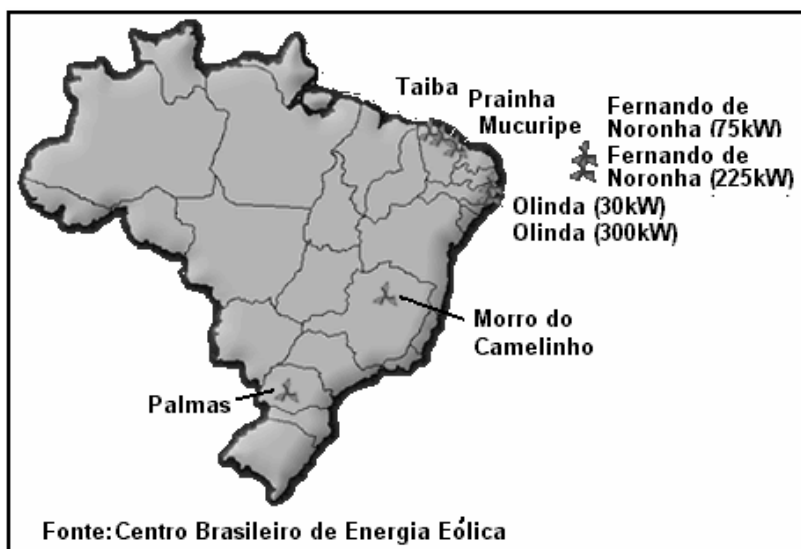 Taiba
Prainha
Mucuripe
Fernando de
Noronha (75kW)
Fernando de
Noronha (225kW)
Olinda (30kW)
Olinda (300kW)
Morro do
Camelinho
Palmas
Fonte:Centro Brasileiro de Energia Eólica